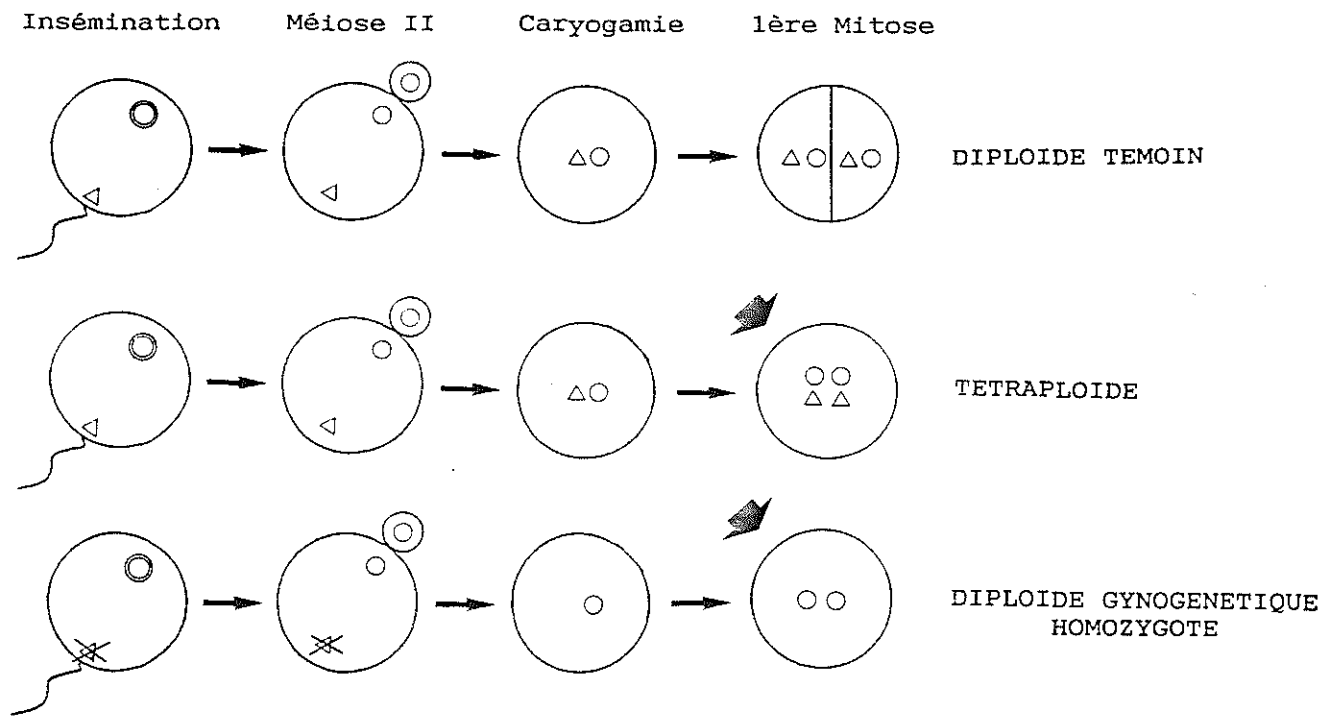 Insémination Méiose II Caryogamie 1ère Mitose
DIPLOIDE TEMOIN
TETRAPLOIDE
DIPLOIDE GYNOGENETIQUE
HOMOZYGOTE